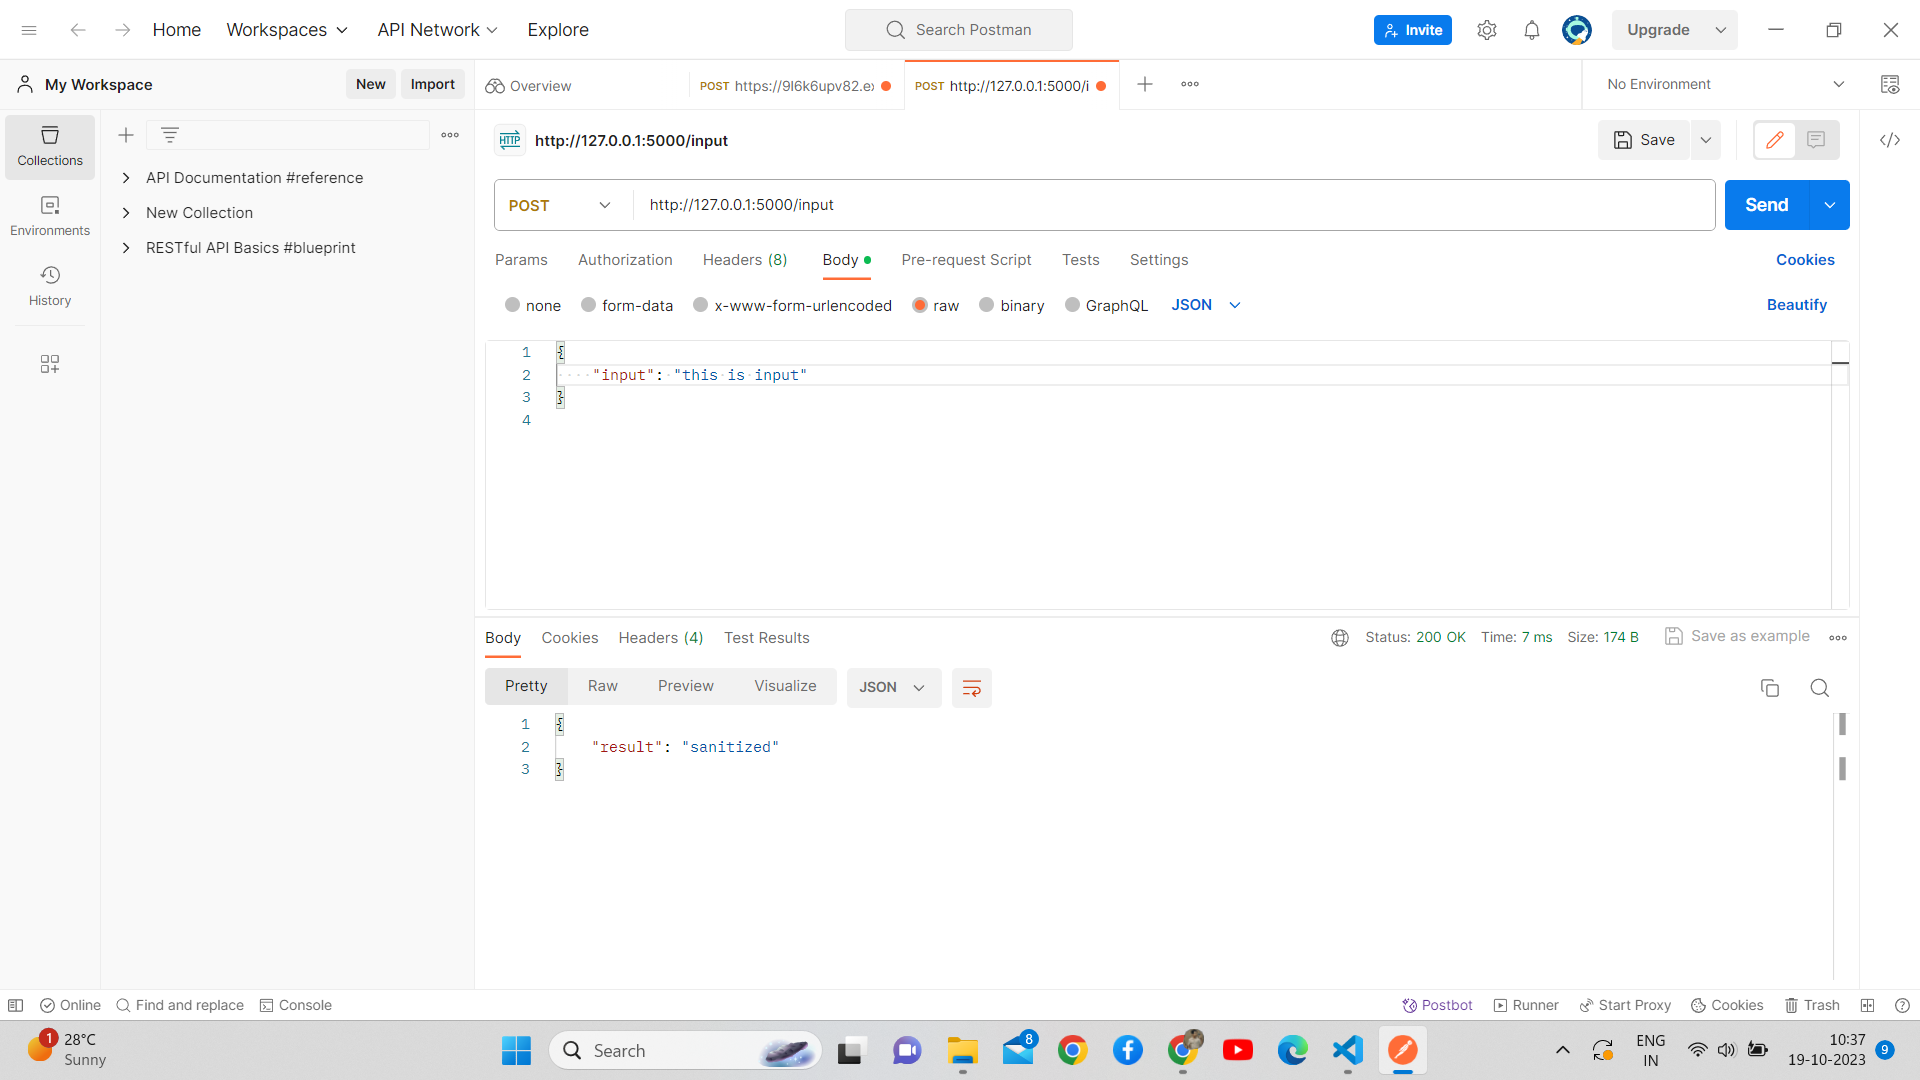 Home Workspaces API Network Explore Search Postman Invite Upgrade
My Workspace New Import Overview POST https://9l6k6upv82.ex POST http://127.0.0.1:5000/i No Environment
Collections
Environments
History
API Documentation #reference
New Collection
RESTful API Basics #blueprint
HTTP http://127.0.0.1:5000/input Save
POST http://127.0.0.1:5000/input Send
Params Authorization Headers (8) Body Pre-request Script Tests Settings Cookies
none form-data x-www-form-urlencoded raw binary GraphQL JSON Beautify
1 {
2 "input": "this is input"
3 }
4
Body Cookies Headers (4) Test Results Status: 200 OK Time: 7 ms Size: 174 B Save as example
Pretty Raw Preview Visualize JSON
1 {
2 "result": "sanitized"
3 }
Online Find and replace Console Postbot Runner Start Proxy Cookies Trash
1 28°C
Sunny
Search
8
ENG
IN
10:37
19-10-2023
9